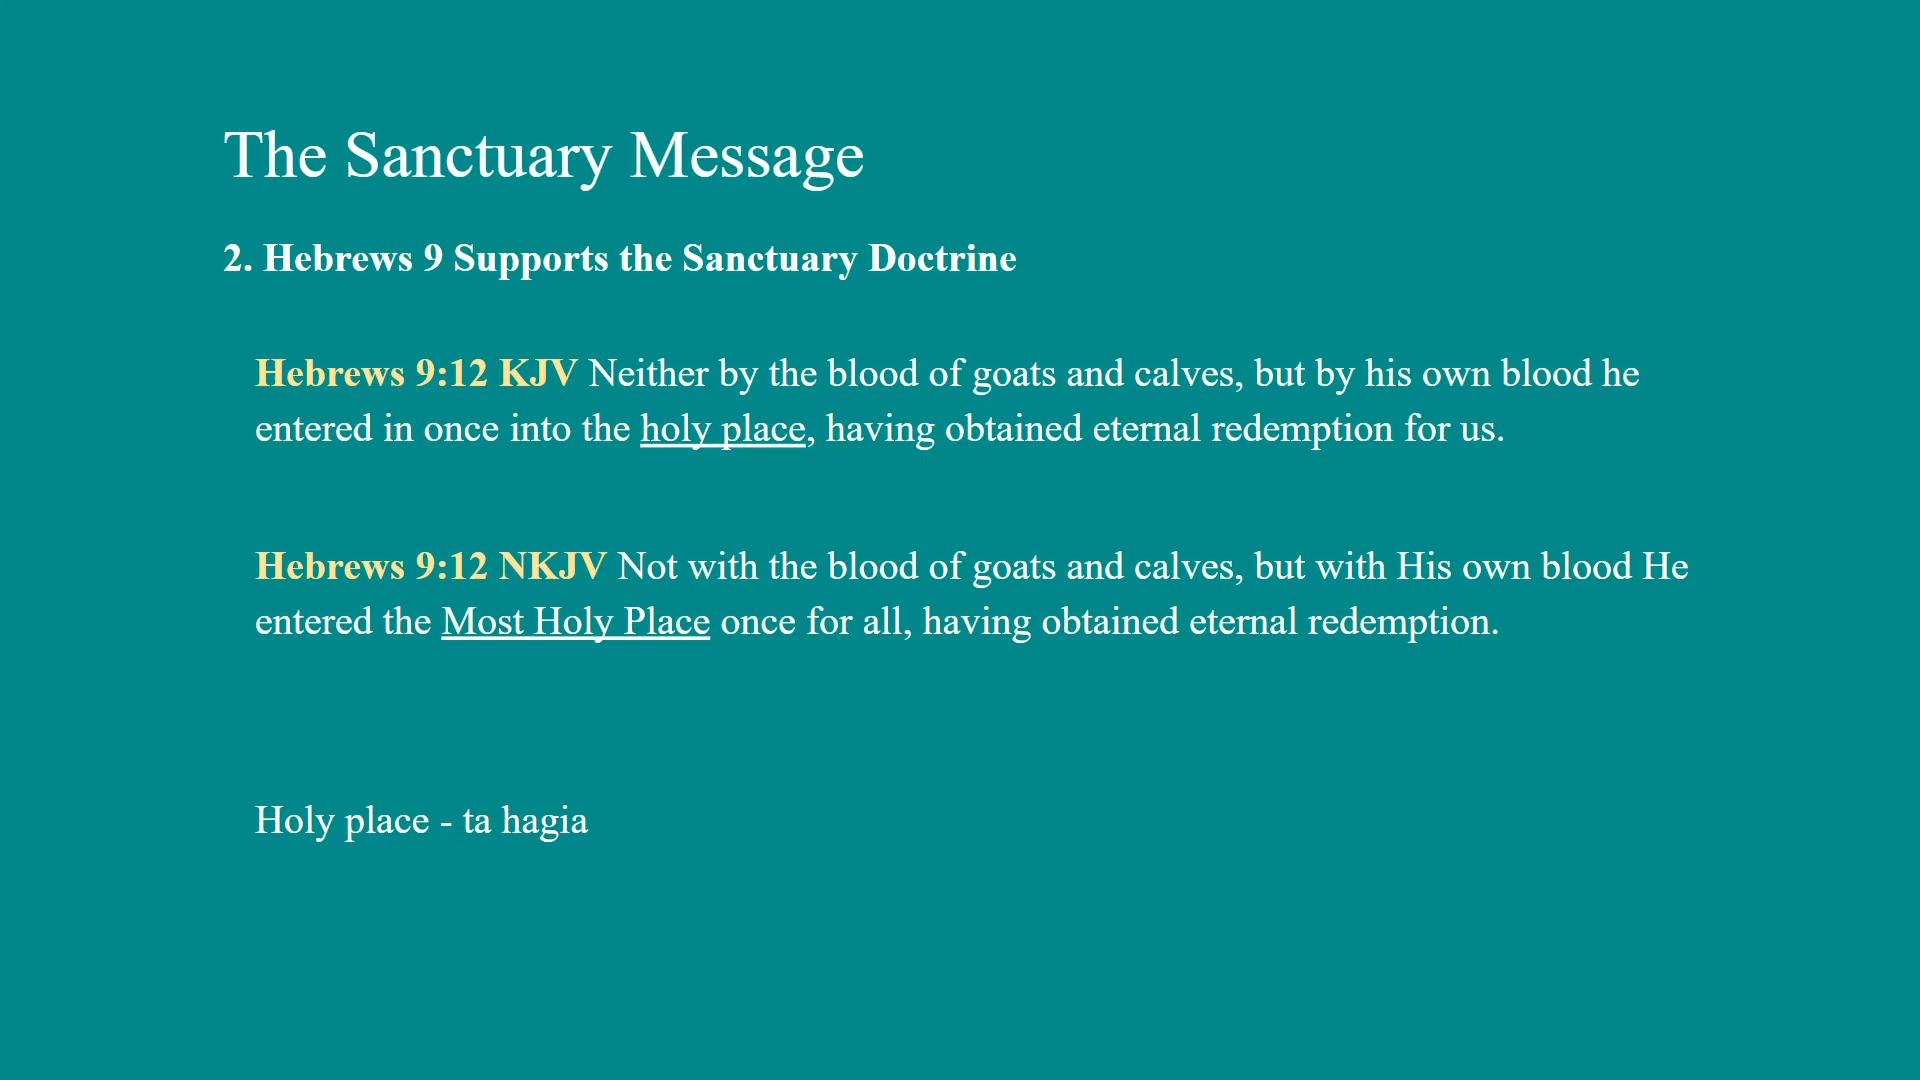 The Sanctuary Message
2. Hebrews 9 Supports the Sanctuary Doctrine
Hebrews 9:12 KJV Neither by the blood of goats and calves, but by his own blood he
entered in once into the holy place, having obtained eternal redemption for us.
Hebrews 9:12 NKJV Not with the blood of goats and calves, but with His own blood He
entered the Most Holy Place once for all, having obtained eternal redemption.
Holy place - ta hagia